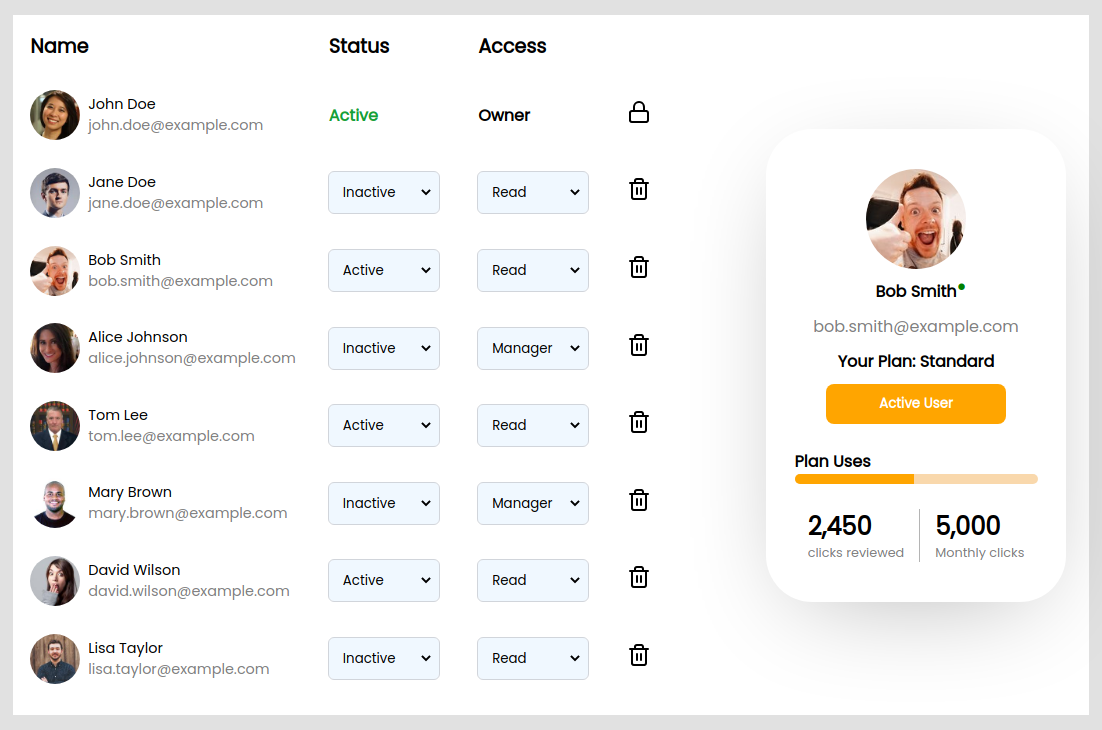 Name Status Access
John Doe
john.doe@example.com
Active Owner
Jane Doe
jane.doe@example.com
Inactive Read
Bob Smith
bob.smith@example.com
Active Read
Alice Johnson
alice.johnson@example.com
Inactive Manager
Tom Lee
tom.lee@example.com
Active Read
Mary Brown
mary.brown@example.com
Inactive Manager
David Wilson
david.wilson@example.com
Active Read
Lisa Taylor
lisa.taylor@example.com
Inactive Read
Bob Smith
bob.smith@example.com
Your Plan: Standard
Active User
Plan Uses
2,450 5,000
clicks reviewed Monthly clicks